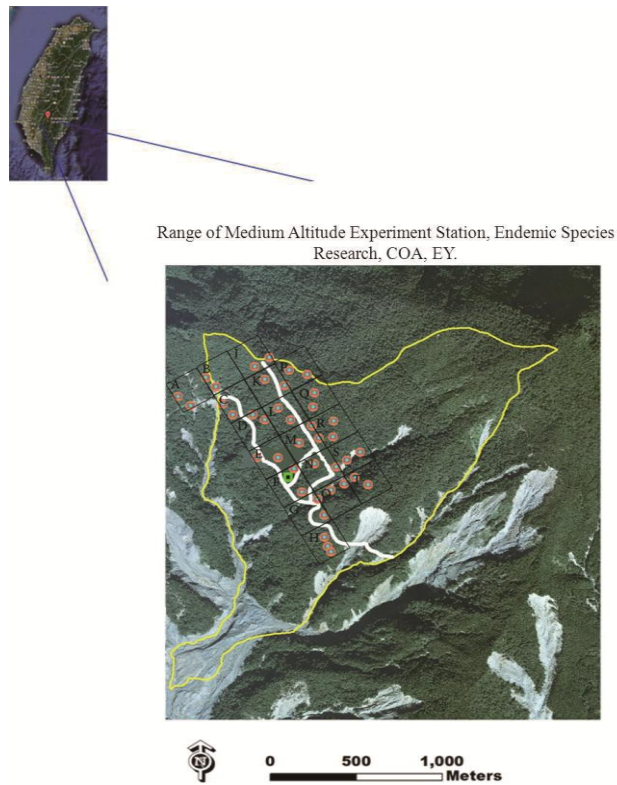 Range of Medium Altitude Experiment Station, Endemic Species
Research, COA, EY.
A
B
J
P
K
Q
C
L
D
R
M
E
S
N
T
F
O
G
H
N
0 500 1,000
Meters